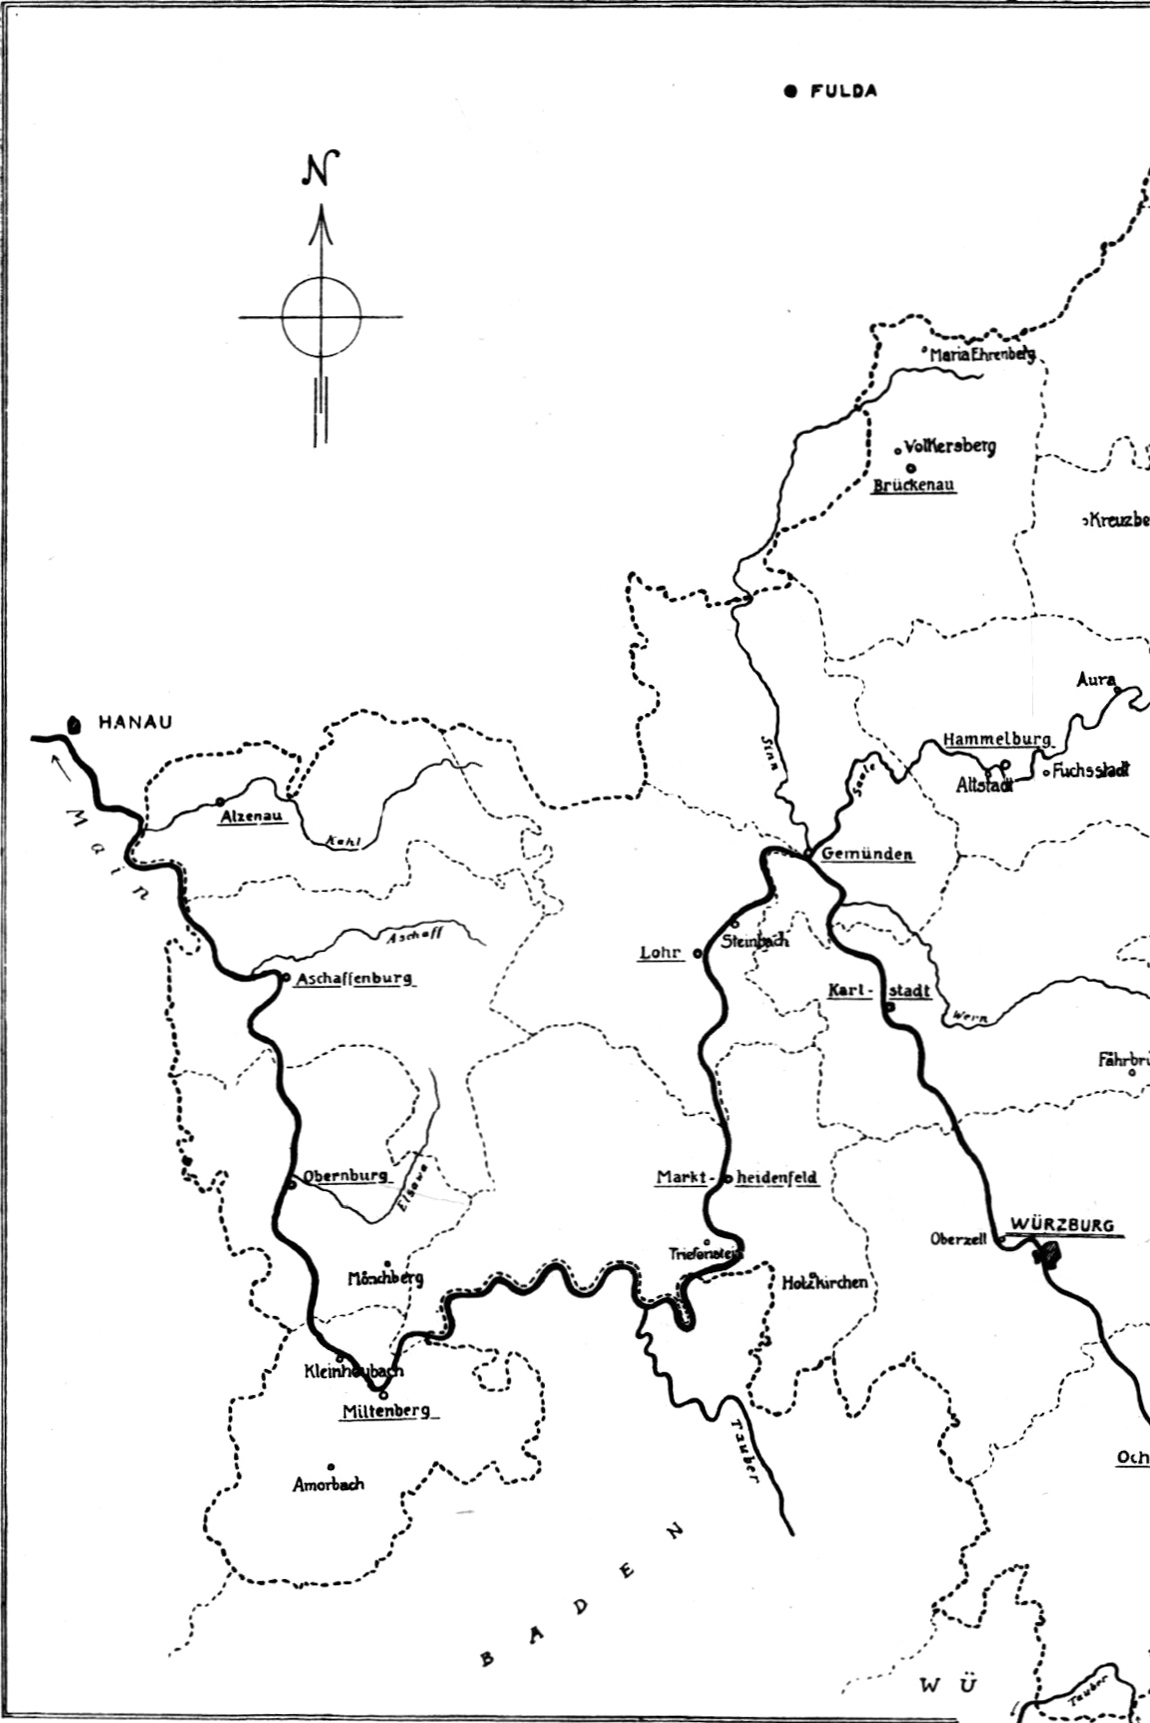 FULDA
N
Maria Ehrenberg
Volkersberg
Brückenau
Kreuzbe
Aura
HANAU
Sinn
Hammelburg
Saale
Altstadt
Fuchsstadt
Main
Alzenau
Kahl
Gemünden
Aschaff
Steinbach
Lohr
Aschaffenburg
Karl-stadt
Wern
Fährbrü
Obernburg
Elsawa
Markt-heidenfeld
WÜRZBURG
Oberzell
Triefenstein
Mönchberg
Holzkirchen
Kleinheubach
Miltenberg
Tauber
Och
Amorbach
BADEN
WÜ
Tauber